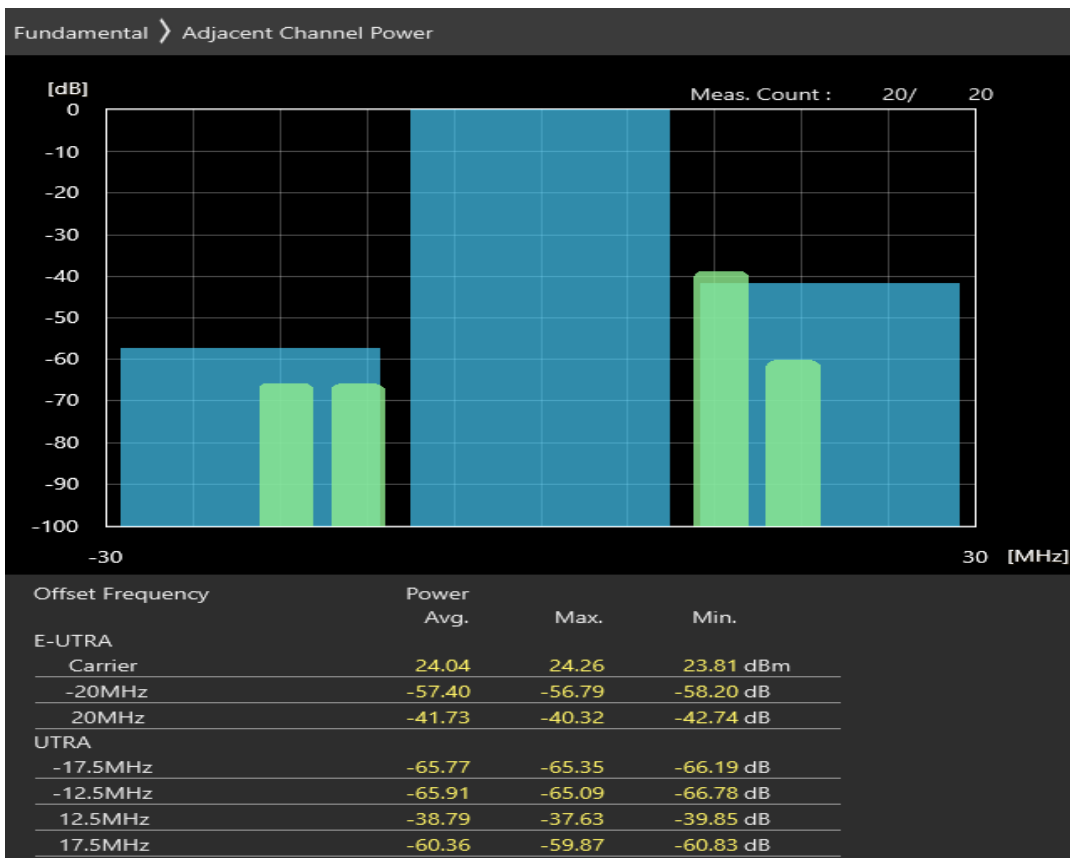 Fundamental 〉 Adjacent Channel Power
[dB]
Meas. Count : 20/ 20
0
-10
-20
-30
-40
-50
-60
-70
-80
-90
-100
-30 30 [MHz]
Offset Frequency Power
Avg. Max. Min.
E-UTRA
Carrier 24.04 24.26 23.81 dBm
-20MHz -57.40 -56.79 -58.20 dB
20MHz -41.73 -40.32 -42.74 dB
UTRA
-17.5MHz -65.77 -65.35 -66.19 dB
-12.5MHz -65.91 -65.09 -66.78 dB
12.5MHz -38.79 -37.63 -39.85 dB
17.5MHz -60.36 -59.87 -60.83 dB